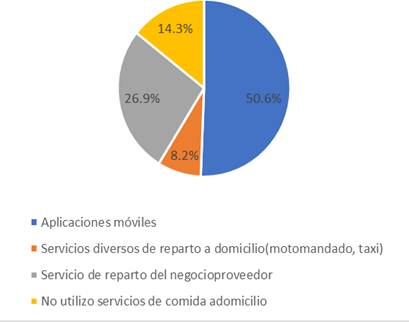 14.3%
26.9%
50.6%
8.2%
Aplicaciones móviles
Servicios diversos de reparto a domicilio(motomandado, taxi)
Servicio de reparto del negocioproveedor
No utilizo servicios de comida adomicilio